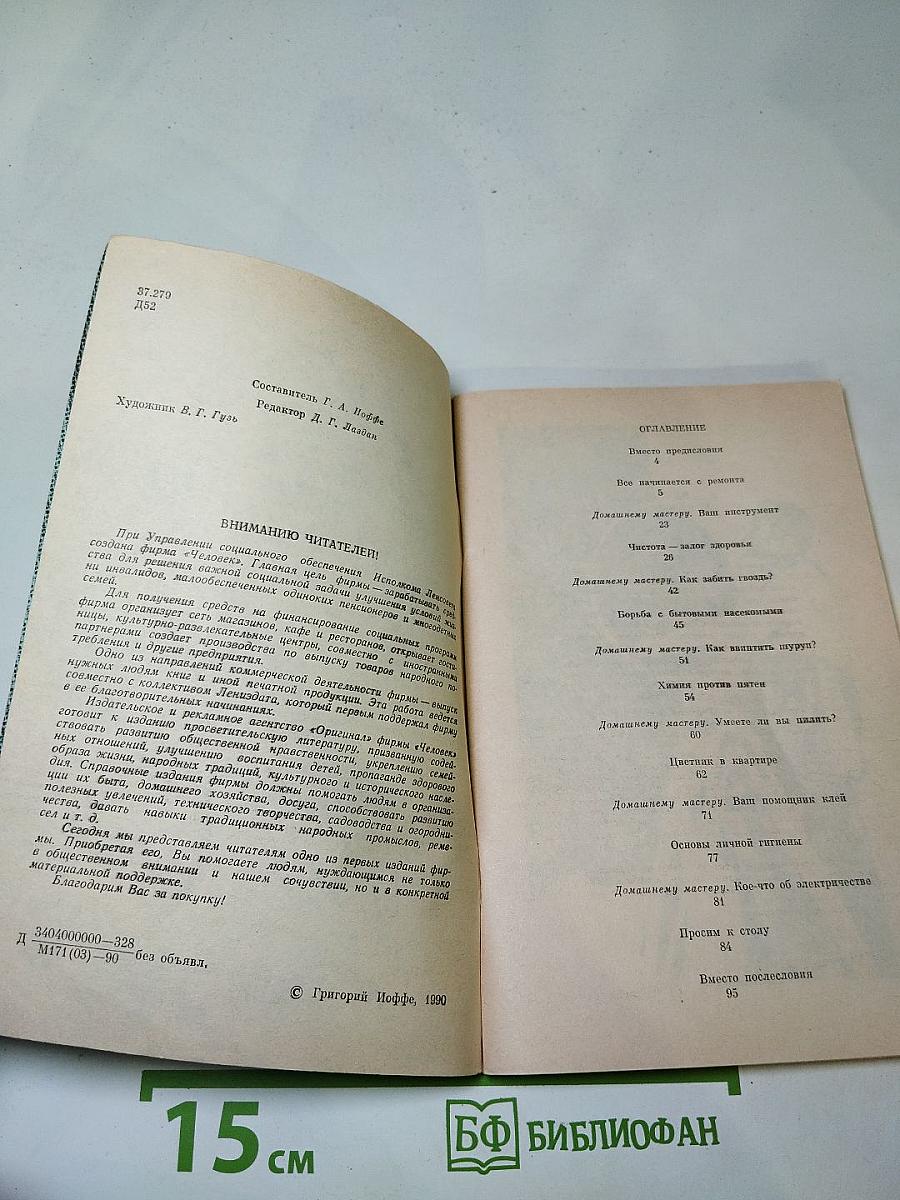 37.279
Д52
Составитель Г. А. Иоффе
Художник В. Г. Гузь
Редактор Д. Г. Лаздан
ВНИМАНИЮ ЧИТАТЕЛЕЙ!
При Управлении социального обеспечения Исполкома Ленсовета
создана фирма «Человек». Главная цель фирмы — зарабатывать сред-
ства для решения важной социальной задачи улучшения условий жиз-
ни инвалидов, малообеспеченных одиноких пенсионеров и многодетных
семей.
Для получения средств на финансирование социальных программ
фирма организует сеть магазинов, кафе и ресторанов, открывает гости-
ницы, культурно-развлекательные центры, совместно с иностранными
партнерами создает производства по выпуску товаров народного по-
требления и другие предприятия.
Одно из направлений коммерческой деятельности фирмы — выпуск
нужных людям книг и иной печатной продукции. Эта работа ведется
совместно с коллективом Лениздата, который первым поддержал фирму
в ее благотворительных начинаниях.
Издательское и рекламное агентство «Оригинал» фирмы «Человек»
готовит к изданию просветительскую литературу, призванную содей-
ствовать развитию общественной нравственности, укреплению семей-
ных отношений, улучшению воспитания детей, пропаганде здорового
образа жизни, народных традиций, культурного и исторического насле-
дия. Справочные издания фирмы должны помогать людям в организа-
ции их быта, домашнего хозяйства, досуга, способствовать развитию
полезных увлечений, технического творчества, садоводства и огородни-
чества, давать навыки традиционных народных промыслов, реме-
сел и т. д.
Сегодня мы представляем читателям одно из первых изданий фир-
мы. Приобретая его, Вы помогаете людям, нуждающимся не только
в общественном внимании и нашем сочувствии, но и в конкретной
материальной поддержке.
Благодарим Вас за покупку!
Д 3404000000—328
М171(03)—90 без объявл.
© Григорий Иоффе, 1990
ОГЛАВЛЕНИЕ
Вместо предисловия
4
Все начинается с ремонта
5
Домашнему мастеру. Ваш инструмент
23
Чистота — залог здоровья
26
Домашнему мастеру. Как забить гвоздь?
42
Борьба с бытовыми насекомыми
45
Домашнему мастеру. Как ввинтить шуруп?
51
Химия против пятен
54
Домашнему мастеру. Умеете ли вы пилить?
60
Цветник в квартире
62
Домашнему мастеру. Ваш помощник клей
71
Основы личной гигиены
77
Домашнему мастеру. Кое-что об электричестве
81
Просим к столу
84
Вместо послесловия
95
15 см
БФ БИБЛИОФАН